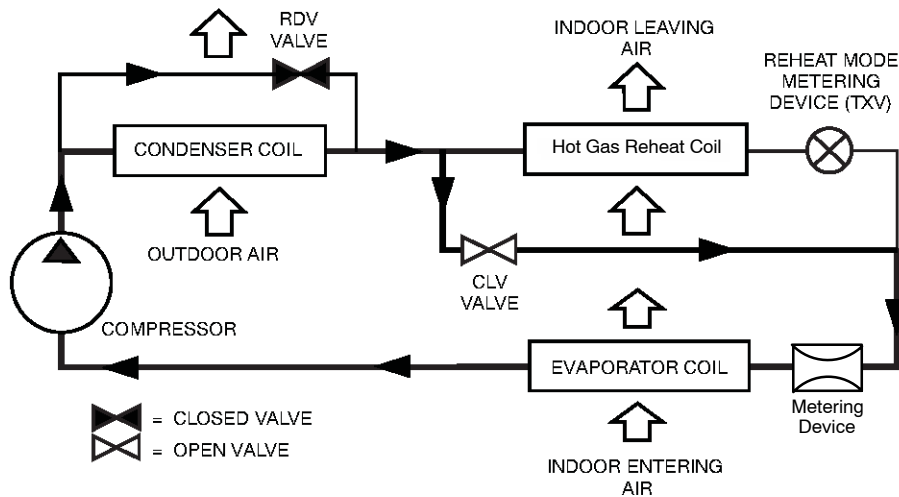 RDV
VALVE
INDOOR LEAVING
AIR
REHEAT MODE
METERING
DEVICE (TXV)
CONDENSER COIL
Hot Gas Reheat Coil
OUTDOOR AIR
CLV
VALVE
COMPRESSOR
EVAPORATOR COIL
Metering
Device
= CLOSED VALVE
= OPEN VALVE
INDOOR ENTERING
AIR